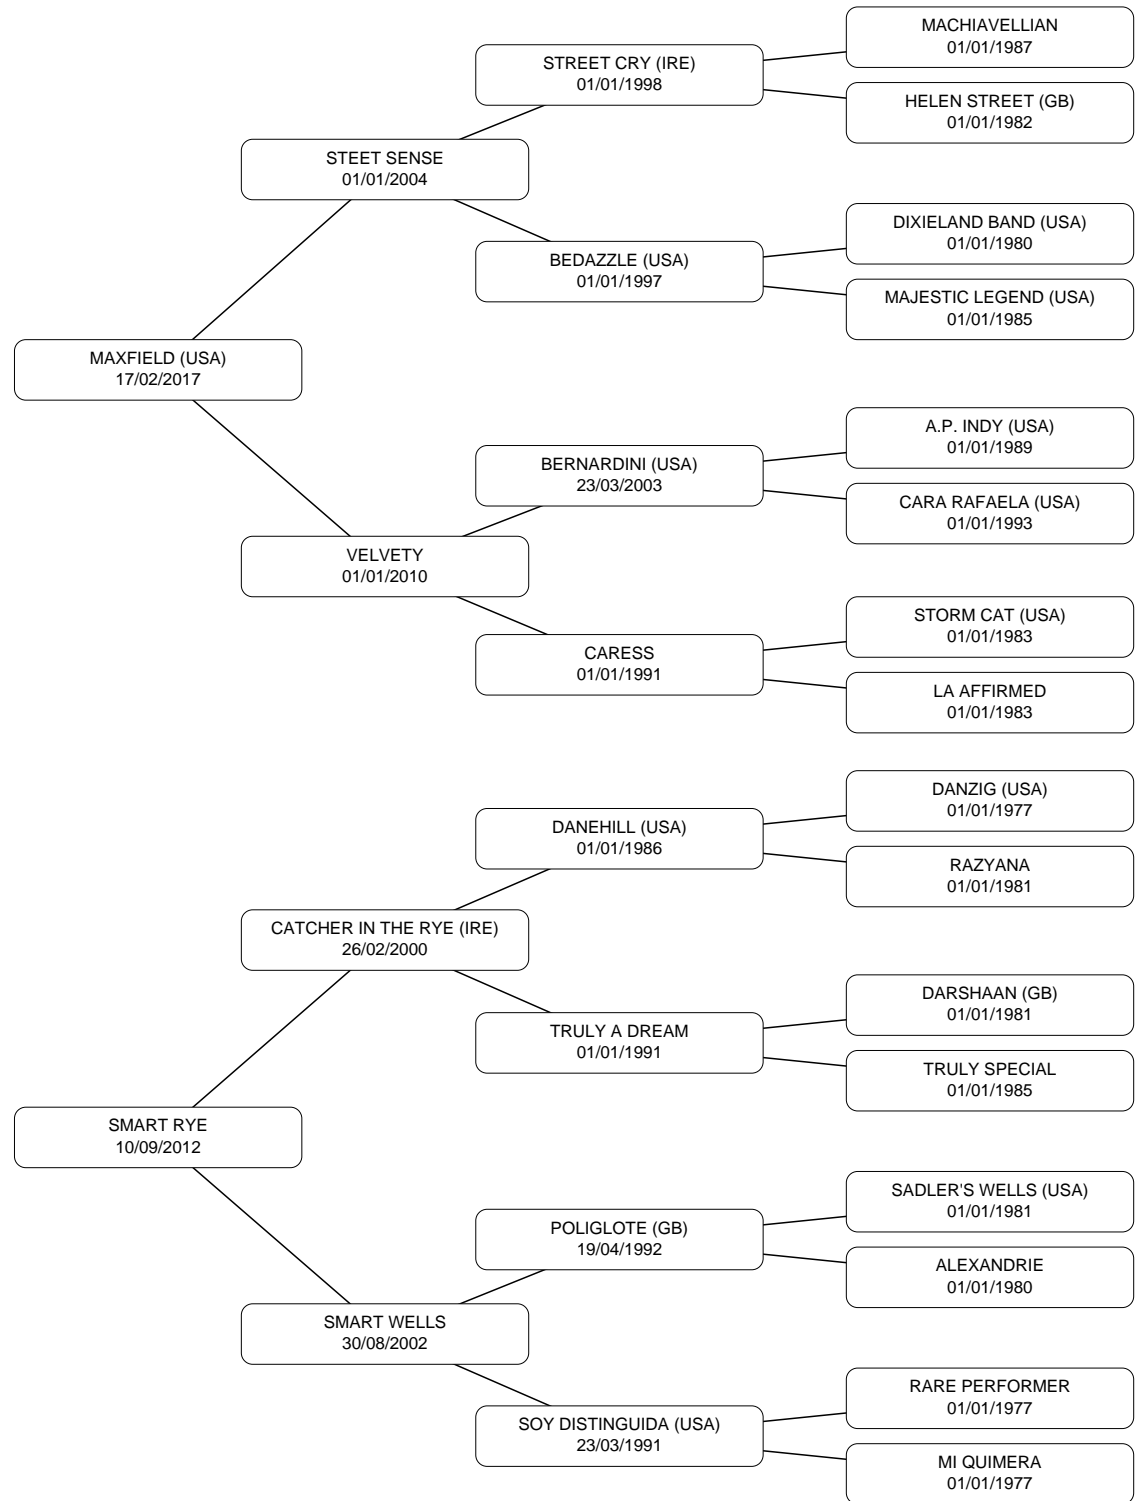 MACHIAVELLIAN
01/01/1987
STREET CRY (IRE)
01/01/1998
HELEN STREET (GB)
01/01/1982
STEET SENSE
01/01/2004
DIXIELAND BAND (USA)
01/01/1980
BEDAZZLE (USA)
01/01/1997
MAJESTIC LEGEND (USA)
01/01/1985
MAXFIELD (USA)
17/02/2017
A.P. INDY (USA)
01/01/1989
BERNARDINI (USA)
23/03/2003
CARA RAFAELA (USA)
01/01/1993
VELVETY
01/01/2010
STORM CAT (USA)
01/01/1983
CARESS
01/01/1991
LA AFFIRMED
01/01/1983
DANZIG (USA)
01/01/1977
DANEHILL (USA)
01/01/1986
RAZYANA
01/01/1981
CATCHER IN THE RYE (IRE)
26/02/2000
DARSHAAN (GB)
01/01/1981
TRULY A DREAM
01/01/1991
TRULY SPECIAL
01/01/1985
SMART RYE
10/09/2012
SADLER'S WELLS (USA)
01/01/1981
POLIGLOTE (GB)
19/04/1992
ALEXANDRIE
01/01/1980
SMART WELLS
30/08/2002
RARE PERFORMER
01/01/1977
SOY DISTINGUIDA (USA)
23/03/1991
MI QUIMERA
01/01/1977